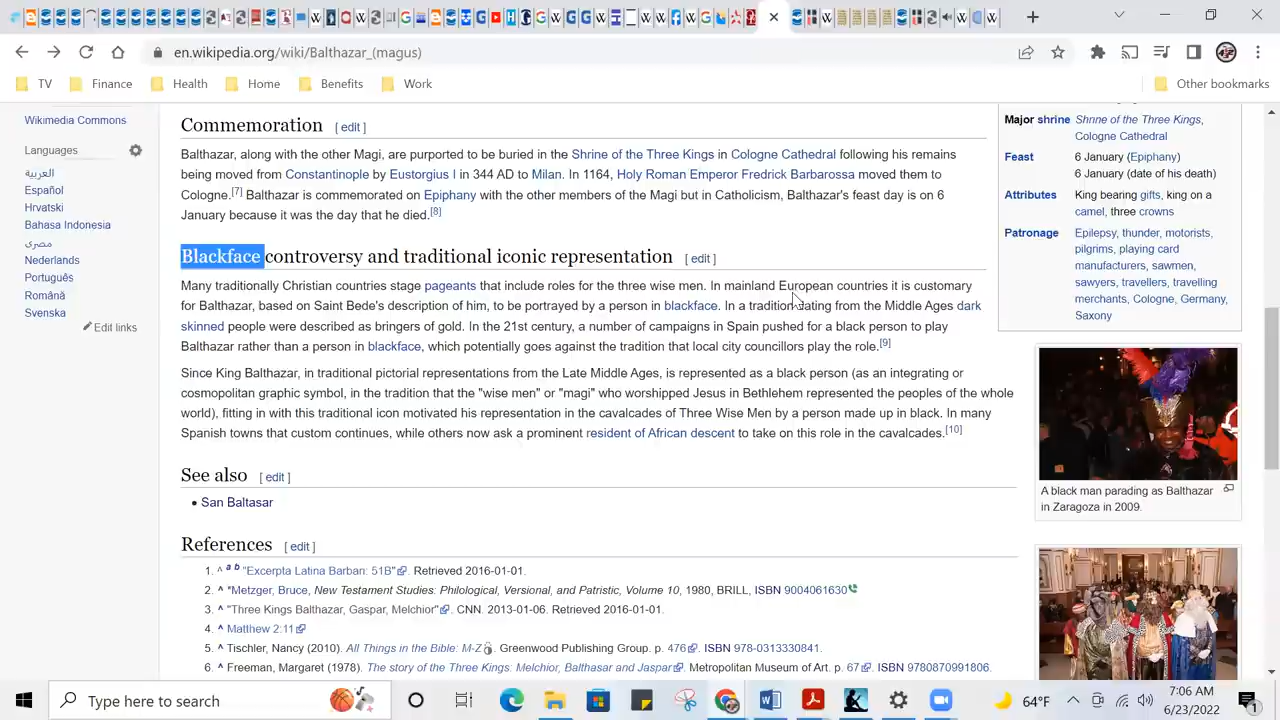 en.wikipedia.org/wiki/Balthazar_(magus)
TV Finance Health Home Benefits Work Other bookmarks
Wikimedia Commons
Languages
العربية
Español
Hrvatski
Bahasa Indonesia
مصرى
Nederlands
Português
Română
Svenska
Edit links
Commemoration [ edit ]
Balthazar, along with the other Magi, are purported to be buried in the Shrine of the Three Kings in Cologne Cathedral following his remains
being moved from Constantinople by Eustorgius I in 344 AD to Milan. In 1164, Holy Roman Emperor Fredrick Barbarossa moved them to
Cologne.[7] Balthazar is commemorated on Epiphany with the other members of the Magi but in Catholicism, Balthazar's feast day is on 6
January because it was the day that he died.[8]
Blackface controversy and traditional iconic representation [ edit ]
Many traditionally Christian countries stage pageants that include roles for the three wise men. In mainland European countries it is customary
for Balthazar, based on Saint Bede's description of him, to be portrayed by a person in blackface. In a tradition dating from the Middle Ages dark
skinned people were described as bringers of gold. In the 21st century, a number of campaigns in Spain pushed for a black person to play
Balthazar rather than a person in blackface, which potentially goes against the tradition that local city councillors play the role.[9]
Since King Balthazar, in traditional pictorial representations from the Late Middle Ages, is represented as a black person (as an integrating or
cosmopolitan graphic symbol, in the tradition that the "wise men" or "magi" who worshipped Jesus in Bethlehem represented the peoples of the whole
world), fitting in with this traditional icon motivated his representation in the cavalcades of Three Wise Men by a person made up in black. In many
Spanish towns that custom continues, while others now ask a prominent resident of African descent to take on this role in the cavalcades.[10]
See also [ edit ]
• San Baltasar
References [ edit ]
1. ^ a b "Excerpta Latina Barbari: 51B". Retrieved 2016-01-01.
2. ^ "Metzger, Bruce, New Testament Studies: Philological, Versional, and Patristic, Volume 10, 1980, BRILL, ISBN 9004061630
3. ^ "Three Kings Balthazar, Gaspar, Melchior". CNN. 2013-01-06. Retrieved 2016-01-01.
4. ^ Matthew 2:11
5. ^ Tischler, Nancy (2010). All Things in the Bible: M-Z. Greenwood Publishing Group. p. 476. ISBN 978-0313330841.
6. ^ Freeman, Margaret (1978). The story of the Three Kings: Melchior, Balthasar and Jaspar. Metropolitan Museum of Art. p. 67. ISBN 9780870991806.
Major shrine Shrine of the Three Kings,
Cologne Cathedral
Feast 6 January (Epiphany)
6 January (date of his death)
Attributes King bearing gifts, king on a
camel, three crowns
Patronage Epilepsy, thunder, motorists,
pilgrims, playing card
manufacturers, sawmen,
sawyers, travellers, travelling
merchants, Cologne, Germany,
Saxony
A black man parading as Balthazar
in Zaragoza in 2009.
Type here to search
64°F
7:06 AM
6/23/2022
1